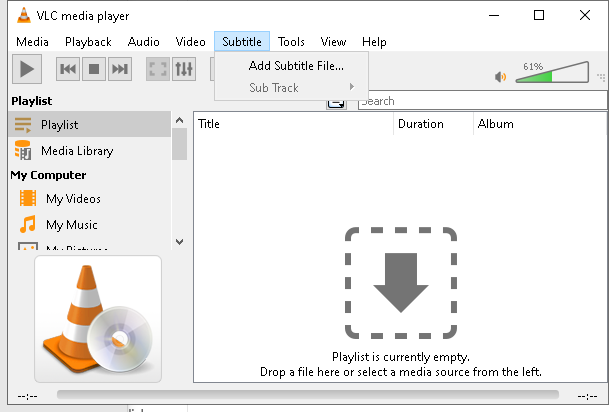 VLC media player
Media Playback Audio Video Subtitle Tools View Help
Add Subtitle File...
Sub Track
61%
Search
Playlist
Playlist
Media Library
My Computer
My Videos
My Music
My Pictures
Title Duration Album
Playlist is currently empty.
Drop a file here or select a media source from the left.
--:-- --:--